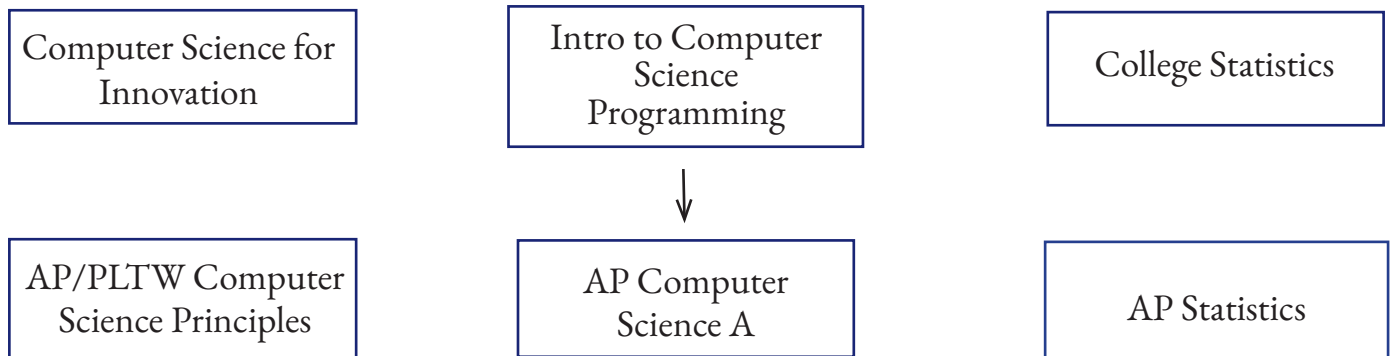 Computer Science for
Innovation
Intro to Computer
Science
Programming
College Statistics
AP/PLTW Computer
Science Principles
AP Computer
Science A
AP Statistics